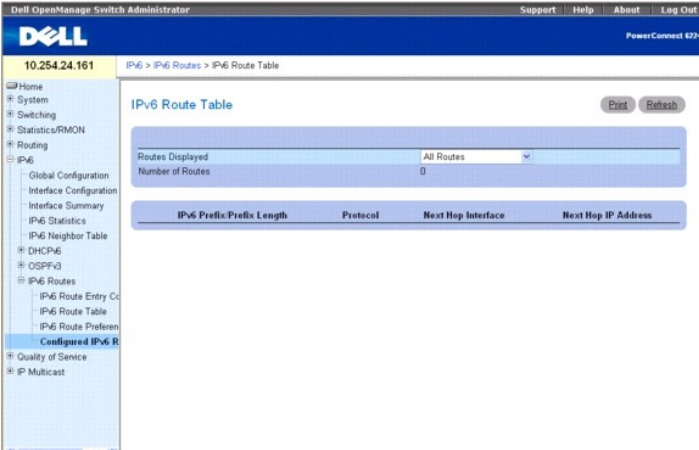 Dell OpenManage Switch Administrator
Support Help About Log Out
DELL
PowerConnect 622
10.254.24.161
IPv6 > IPv6 Routes > IPv6 Route Table
Home
System
Switching
Statistics/RMON
Routing
IPv6
Global Configuration
Interface Configuration
Interface Summary
IPv6 Statistics
IPv6 Neighbor Table
DHCPv6
OSPFv3
IPv6 Routes
IPv6 Route Entry Co
IPv6 Route Table
IPv6 Route Preferen
Configured IPv6 R
Quality of Service
IP Multicast
IPv6 Route Table
Print Refresh
Routes Displayed All Routes
Number of Routes 0
IPv6 Prefix/Prefix Length Protocol Next Hop Interface Next Hop IP Address